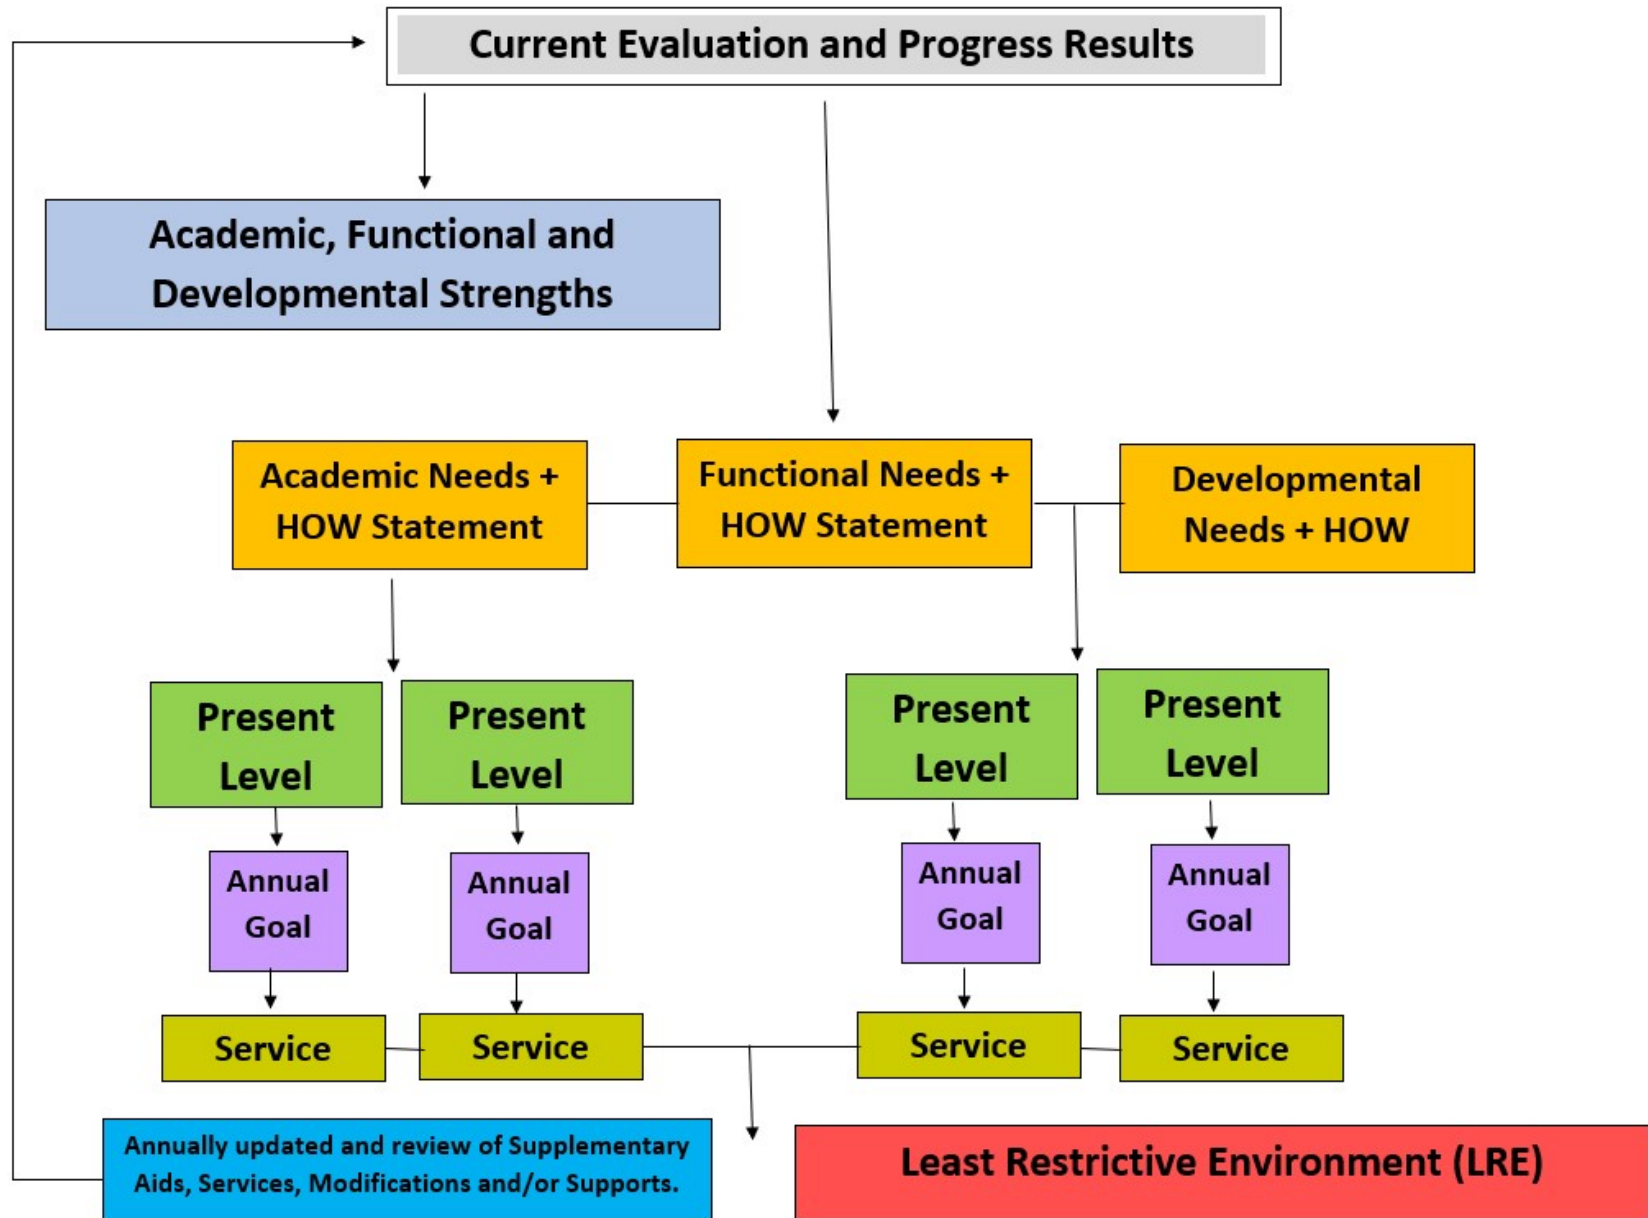 Current Evaluation and Progress Results
Academic, Functional and
Developmental Strengths
Academic Needs +
HOW Statement
Functional Needs +
HOW Statement
Developmental
Needs + HOW
Present
Level
Present
Level
Present
Level
Present
Level
Annual
Goal
Annual
Goal
Annual
Goal
Annual
Goal
Service
Service
Service
Service
Annually updated and review of Supplementary
Aids, Services, Modifications and/or Supports.
Least Restrictive Environment (LRE)